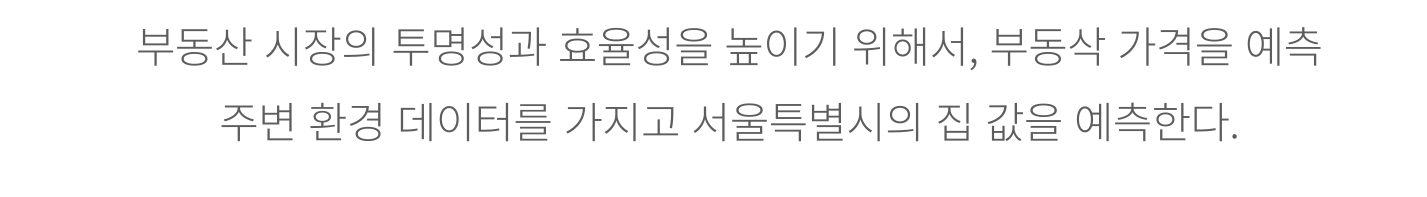 부동산 시장의 투명성과 효율성을 높이기 위해서, 부동삭 가격을 예측
주변 환경 데이터를 가지고 서울특별시의 집 값을 예측한다.